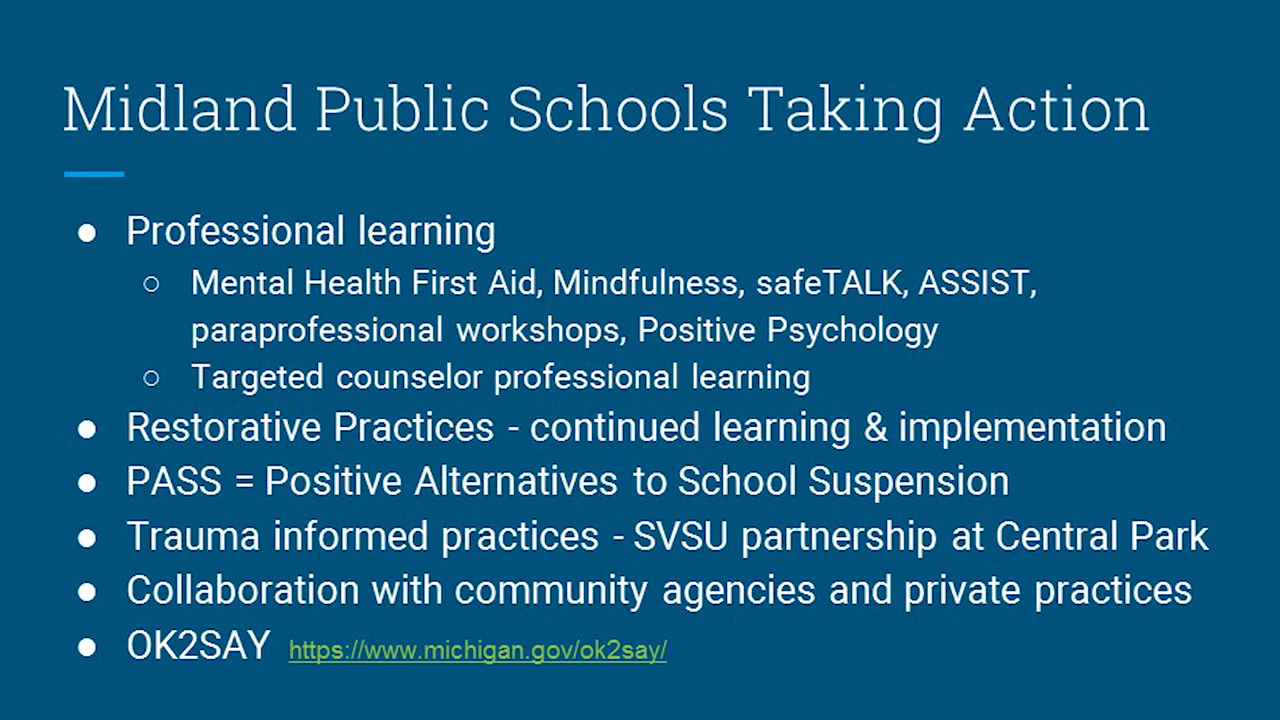 Midland Public Schools Taking Action
● Professional learning
○ Mental Health First Aid, Mindfulness, safeTALK, ASSIST,
paraprofessional workshops, Positive Psychology
○ Targeted counselor professional learning
● Restorative Practices - continued learning & implementation
● PASS = Positive Alternatives to School Suspension
● Trauma informed practices - SVSU partnership at Central Park
● Collaboration with community agencies and private practices
● OK2SAY https://www.michigan.gov/ok2say/